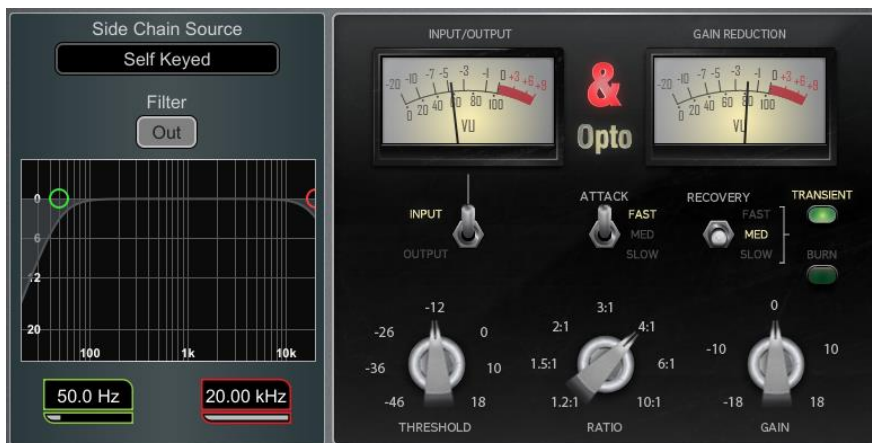 Side Chain Source
Self Keyed
Filter
Out
0
6
12
20
100 1k 10k
50.0 Hz 20.00 kHz
INPUT/OUTPUT
-20 -10 -7 -5 -3 -1 0 +3 +6 +9
0 20 40 60 80 100
VU
&
Opto
GAIN REDUCTION
-20 -10 -7 -5 -3 -1 0 +3 +6 +9
0 20 40 60 80 100
VU
INPUT
OUTPUT
ATTACK
FAST
MED
SLOW
RECOVERY
FAST
MED
SLOW
TRANSIENT
BURN
-12
-26 0
-36 10
-46 18
THRESHOLD
3:1
2:1 4:1
1.5:1 6:1
1.2:1 10:1
RATIO
0
-10 10
-18 18
GAIN